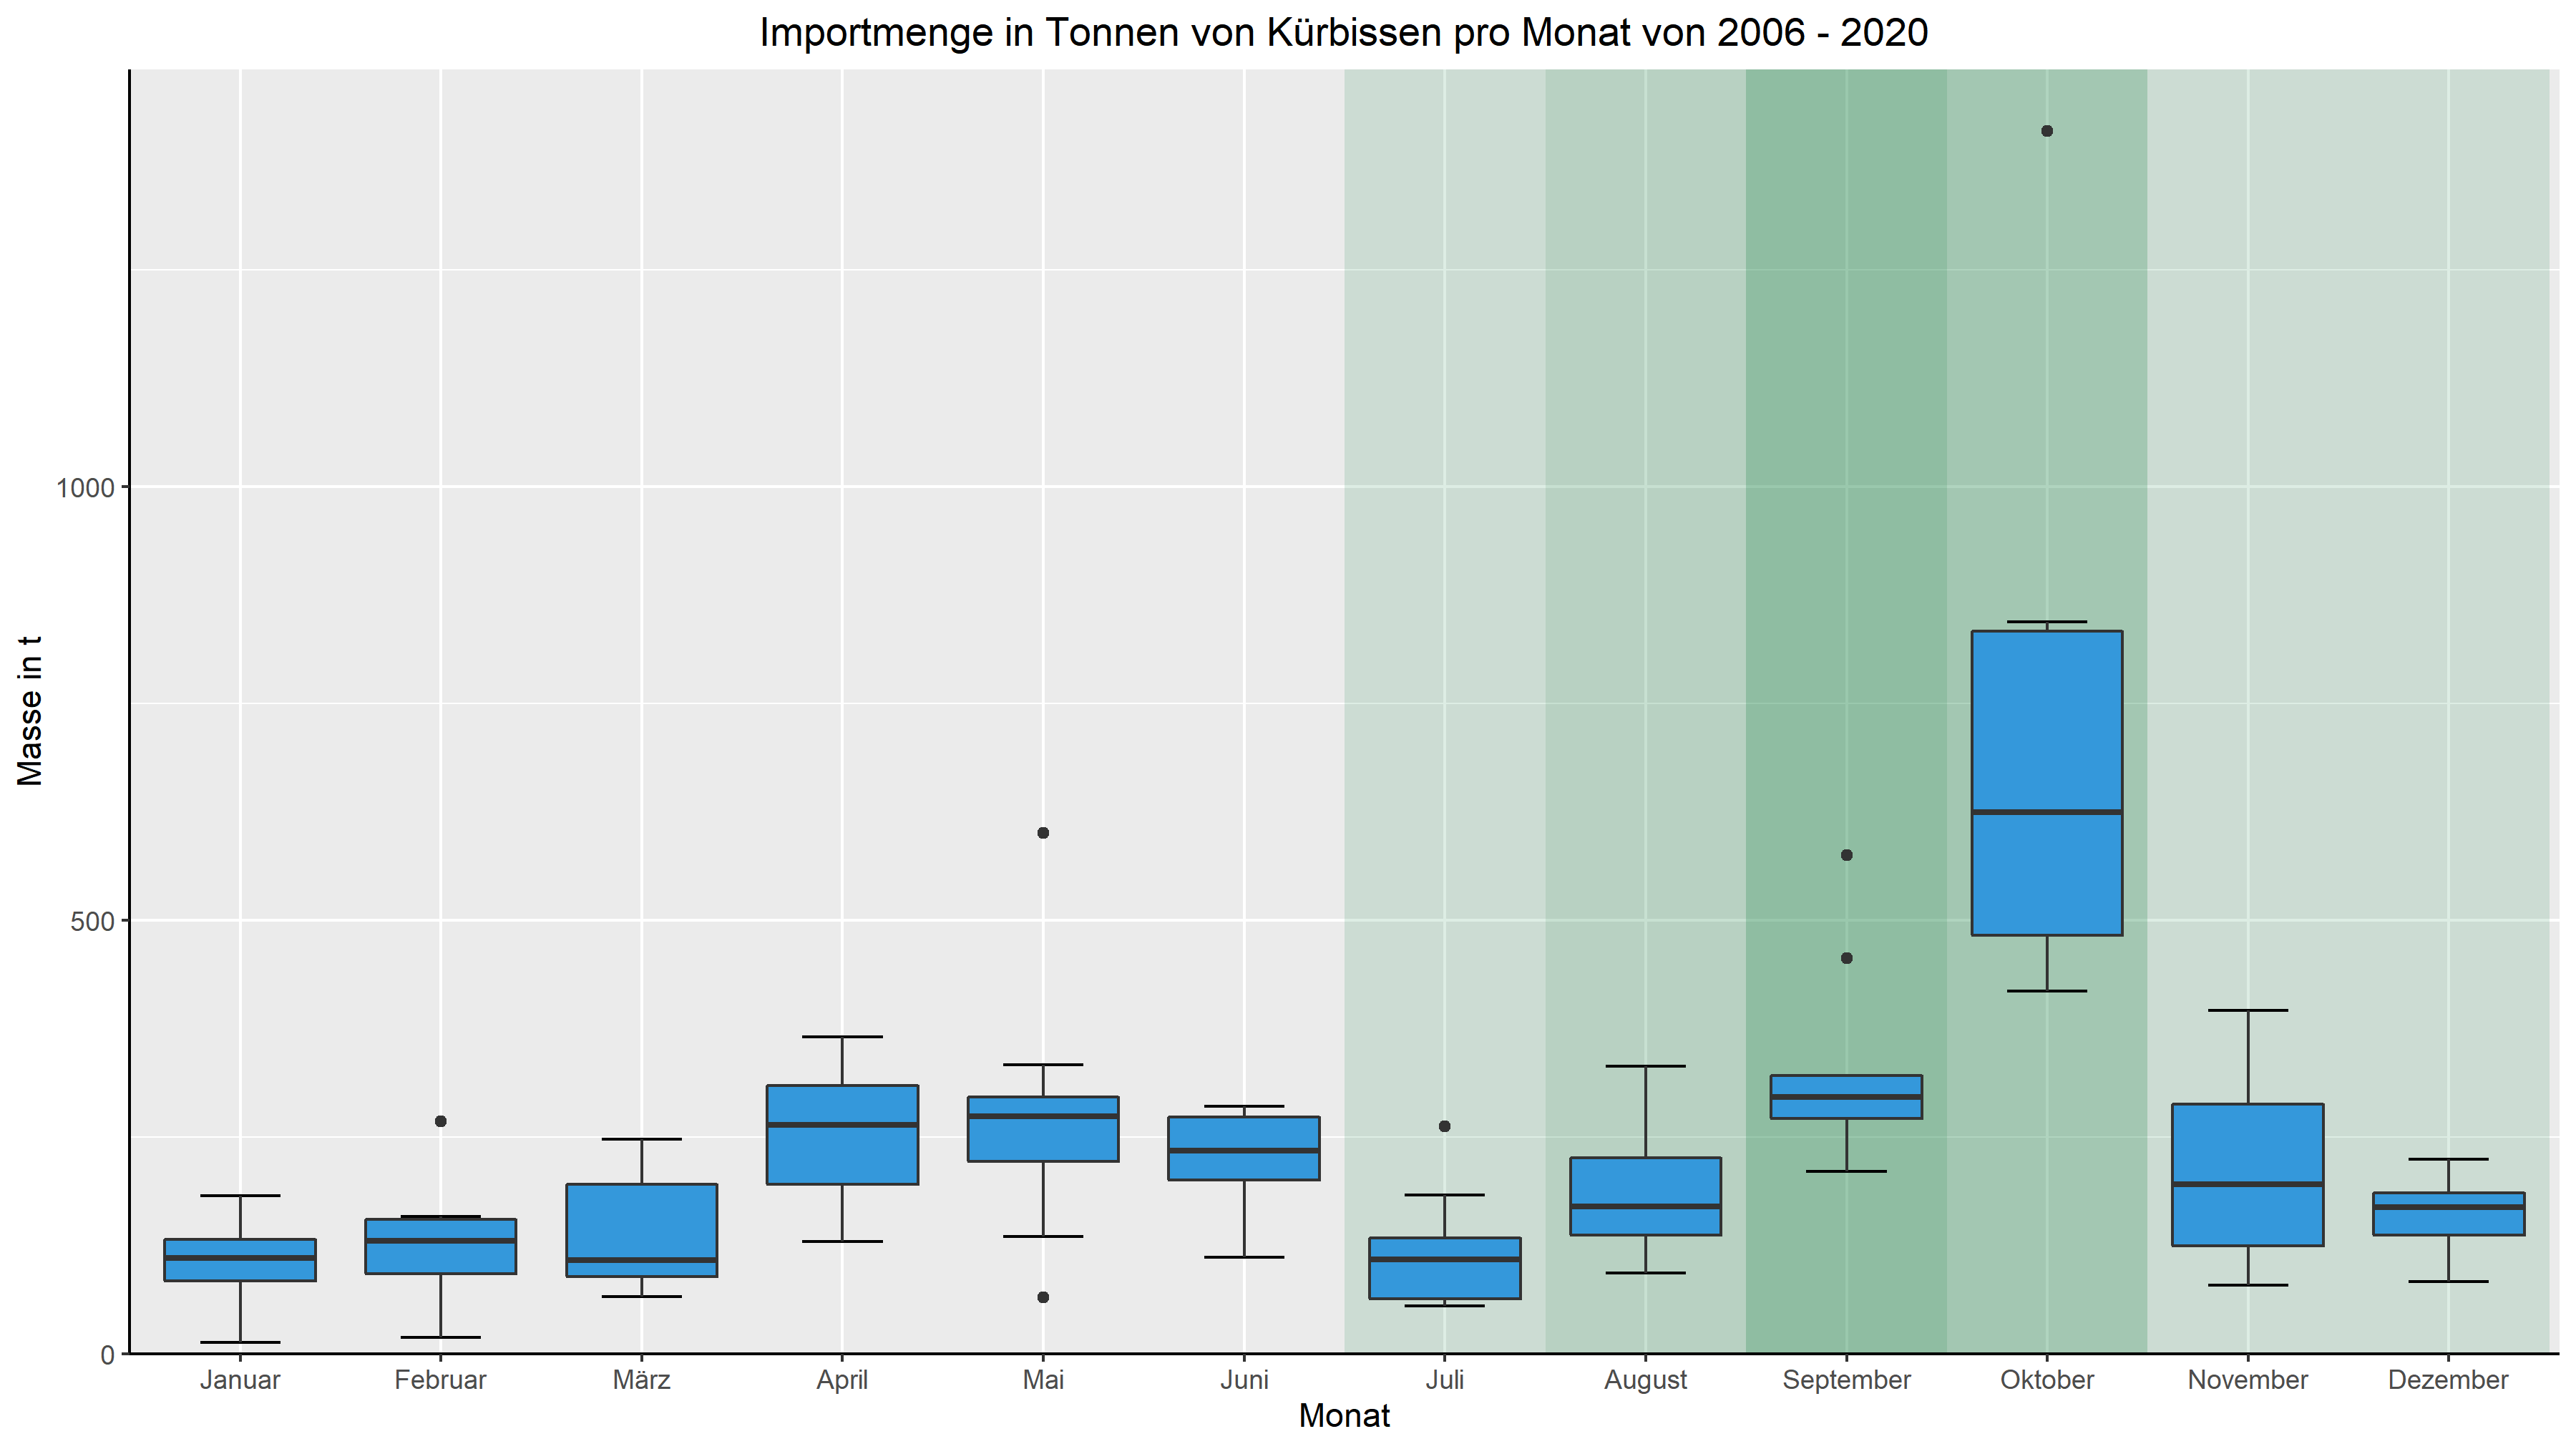 Importmenge in Tonnen von Kürbissen pro Monat von 2006 - 2020
Masse in t
1000
500
0
Januar Februar März April Mai Juni Juli August September Oktober November Dezember
Monat